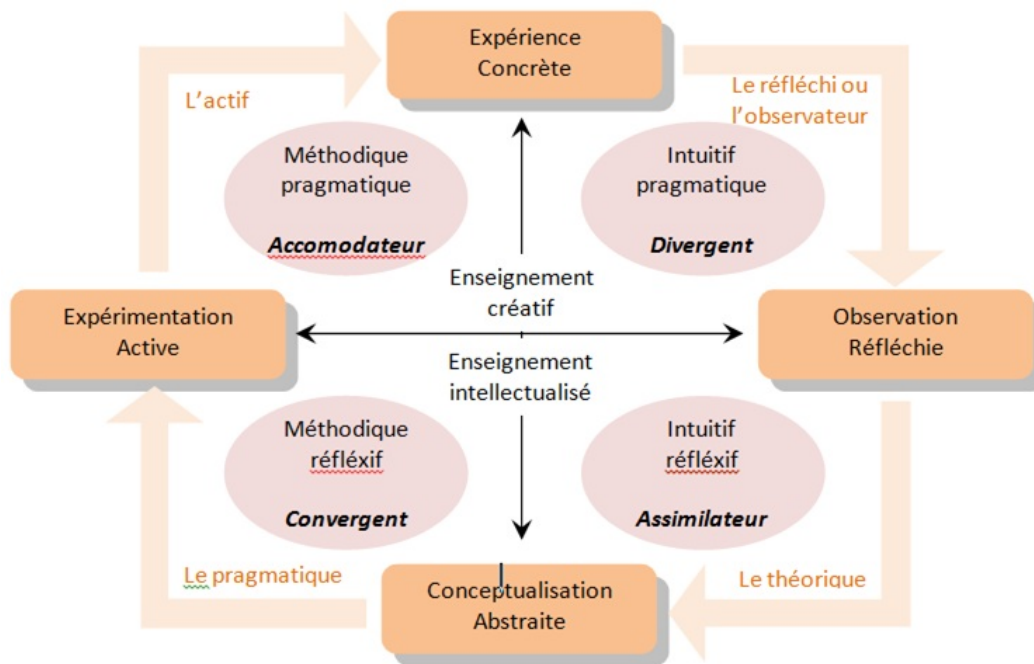 Expérience
Concrète
L'actif
Le réfléchi ou
l'observateur
Méthodique
pragmatique
Accomodateur
Intuitif
pragmatique
Divergent
Enseignement
créatif
Expérimentation
Active
Observation
Réfléchie
Enseignement
intellectualisé
Méthodique
réfléxif
Convergent
Intuitif
réfléxif
Assimilateur
Le pragmatique
Conceptualisation
Abstraite
Le théorique